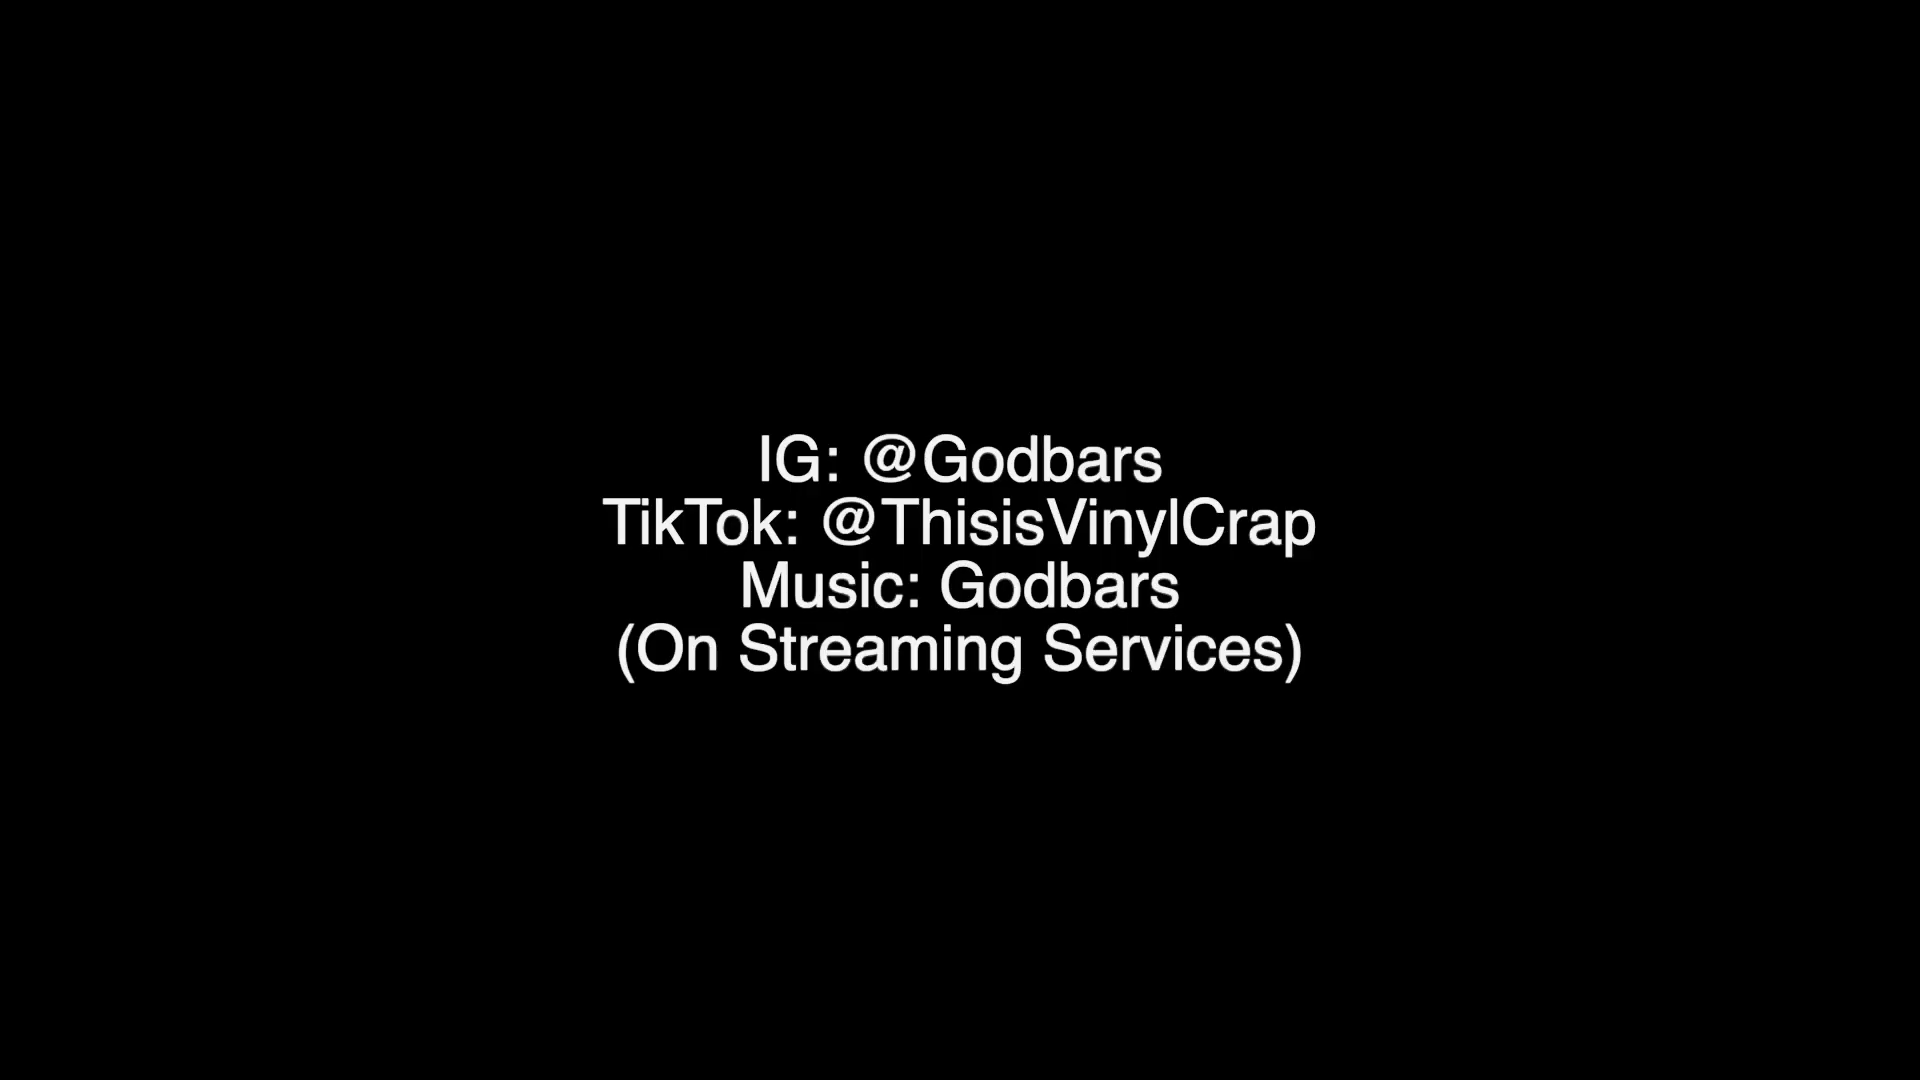 IG: @Godbars
TikTok: @ThisisVinylCrap
Music: Godbars
(On Streaming Services)